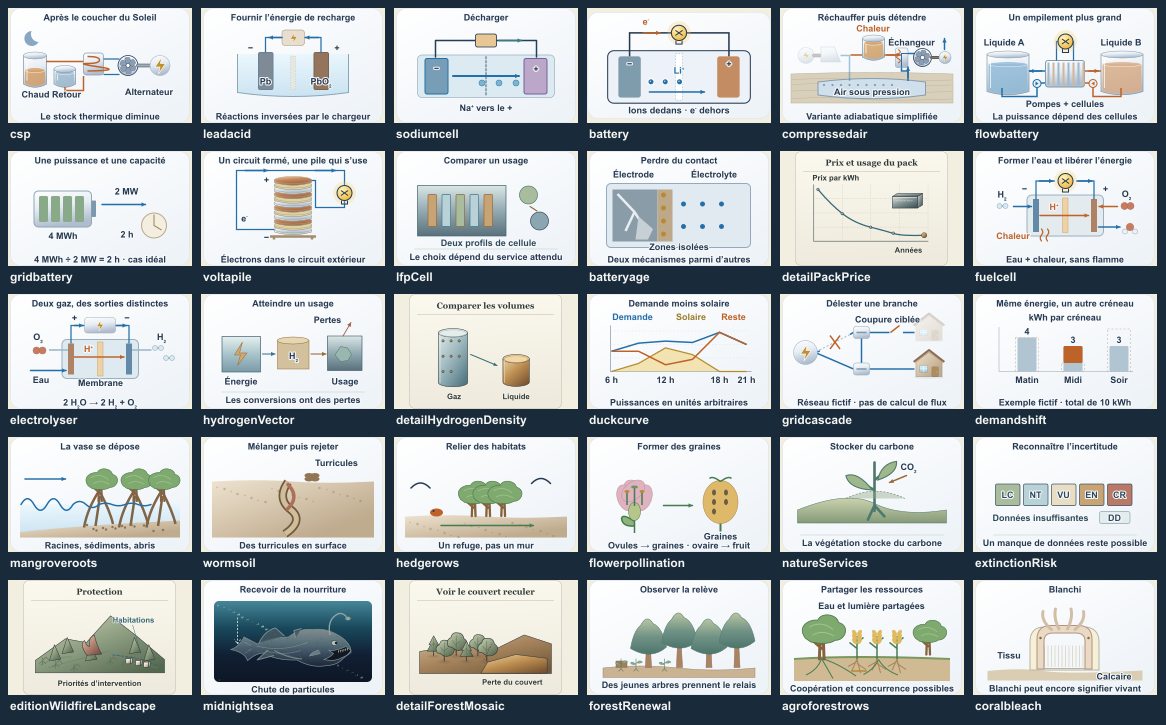 Après le coucher du Soleil
Chaud Retour
Alternateur
Le stock thermique diminue
csp
Fournir l’énergie de recharge
− +
Pb PbO₂
Réactions inversées par le chargeur
leadacid
Décharger
− +
Na⁺ vers le +
sodiumcell
e⁻
− +
Li⁺
Ions dedans · e⁻ dehors
battery
Réchauffer puis détendre
Chaleur
Échangeur
Air sous pression
Variante adiabatique simplifiée
compressedair
Un empilement plus grand
Liquide A Liquide B
Pompes + cellules
La puissance dépend des cellules
flowbattery
Une puissance et une capacité
2 MW
4 MWh 2 h
4 MWh ÷ 2 MW = 2 h · cas idéal
gridbattery
Un circuit fermé, une pile qui s’use
+
e⁻
−
Électrons dans le circuit extérieur
voltapile
Comparer un usage
Deux profils de cellule
Le choix dépend du service attendu
lfpCell
Perdre du contact
Électrode Électrolyte
Zones isolées
Deux mécanismes parmi d’autres
batteryage
Prix et usage du pack
Prix par kWh
Années
detailPackPrice
Former l’eau et libérer l’énergie
− +
H₂ O₂
H⁺
Chaleur
Eau + chaleur, sans flamme
fuelcell
Deux gaz, des sorties distinctes
+ −
O₂ H₂
H⁺
Eau
Membrane
2 H₂O → 2 H₂ + O₂
electrolyser
Atteindre un usage
Pertes
H₂
Énergie Usage
Les conversions ont des pertes
hydrogenVector
Comparer les volumes
Gaz Liquide
detailHydrogenDensity
Demande moins solaire
Demande Solaire Reste
6 h 12 h 18 h 21 h
Puissances en unités arbitraires
duckcurve
Délester une branche
Coupure ciblée
Réseau fictif · pas de calcul de flux
gridcascade
Même énergie, un autre créneau
kWh par créneau
4 3 3
Matin Midi Soir
Exemple fictif · total de 10 kWh
demandshift
La vase se dépose
Racines, sédiments, abris
mangroveroots
Mélanger puis rejeter
Turricules
Des turricules en surface
wormsoil
Relier des habitats
Un refuge, pas un mur
hedgerows
Former des graines
Graines
Ovules → graines · ovaire → fruit
flowerpollination
Stocker du carbone
CO₂
La végétation stocke du carbone
natureServices
Reconnaître l’incertitude
LC NT VU EN CR
Données insuffisantes DD
Un manque de données reste possible
extinctionRisk
Protection
Habitations
Priorités d’intervention
editionWildfireLandscape
Recevoir de la nourriture
Chute de particules
midnightsea
Voir le couvert reculer
Perte du couvert
detailForestMosaic
Observer la relève
Des jeunes arbres prennent le relais
forestRenewal
Partager les ressources
Eau et lumière partagées
Coopération et concurrence possibles
agroforestrows
Blanchi
Tissu
Calcaire
Blanchi peut encore signifier vivant
coralbleach